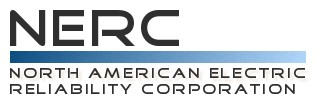 NERC
NORTH AMERICAN ELECTRIC
RELIABILITY CORPORATION